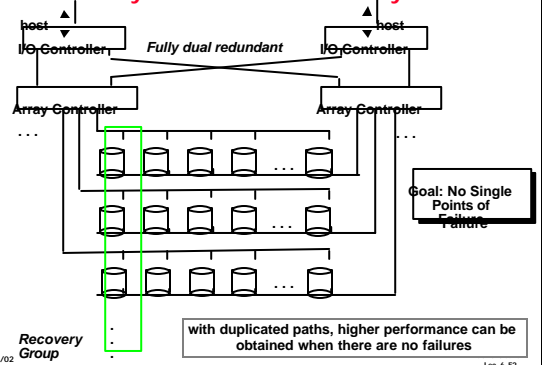 host
host
I/O Controller
Fully dual redundant
I/O Controller
Array Controller
Array Controller
. . .
. . .
. . .
Goal: No Single
Points of
Failure
. . .
. . .
with duplicated paths, higher performance can be
obtained when there are no failures
Recovery
Group
/02